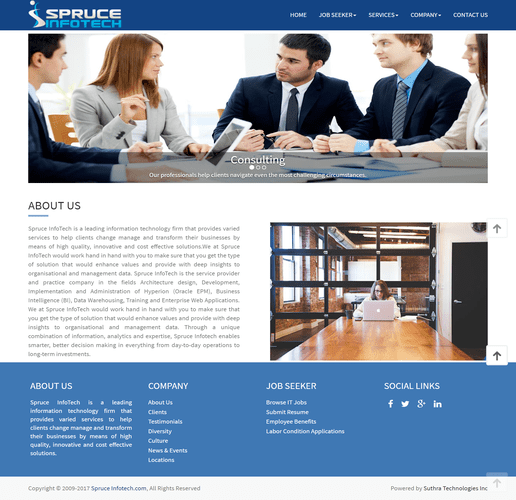 SPRUCE
INFOTECH
HOME JOB SEEKER SERVICES COMPANY CONTACT US
Consulting
Our professionals help clients navigate even the most challenging circumstances.
ABOUT US
Spruce InfoTech is a leading information technology firm that provides varied
services to help clients change manage and transform their businesses by
means of high quality, innovative and cost effective solutions.We at Spruce
InfoTech would work hand in hand with you to make sure that you get the type
of solution that would enhance values and provide with deep insights to
organisational and management data. Spruce InfoTech is the service provider
and practice company in the fields Architecture design, Development,
Implementation and Administration of Hyperion (Oracle EPM), Business
Intelligence (BI), Data Warehousing, Training and Enterprise Web Applications.
We at Spruce InfoTech would work hand in hand with you to make sure that
you get the type of solution that would enhance values and provide with deep
insights to organisational and management data. Through a unique
combination of information, analytics and expertise, Spruce Infotech enables
smarter, better decision making in everything from day-to-day operations to
long-term investments.
ABOUT US
Spruce InfoTech is a leading
information technology firm that
provides varied services to help
clients change manage and transform
their businesses by means of high
quality, innovative and cost effective
solutions.
COMPANY
About Us
Clients
Testimonials
Diversity
Culture
News & Events
Locations
JOB SEEKER
Browse IT Jobs
Submit Resume
Employee Benefits
Labor Condition Applications
SOCIAL LINKS
Copyright © 2009-2017 Spruce Infotech.com, All Rights Reserved
Powered by Suthra Technologies Inc